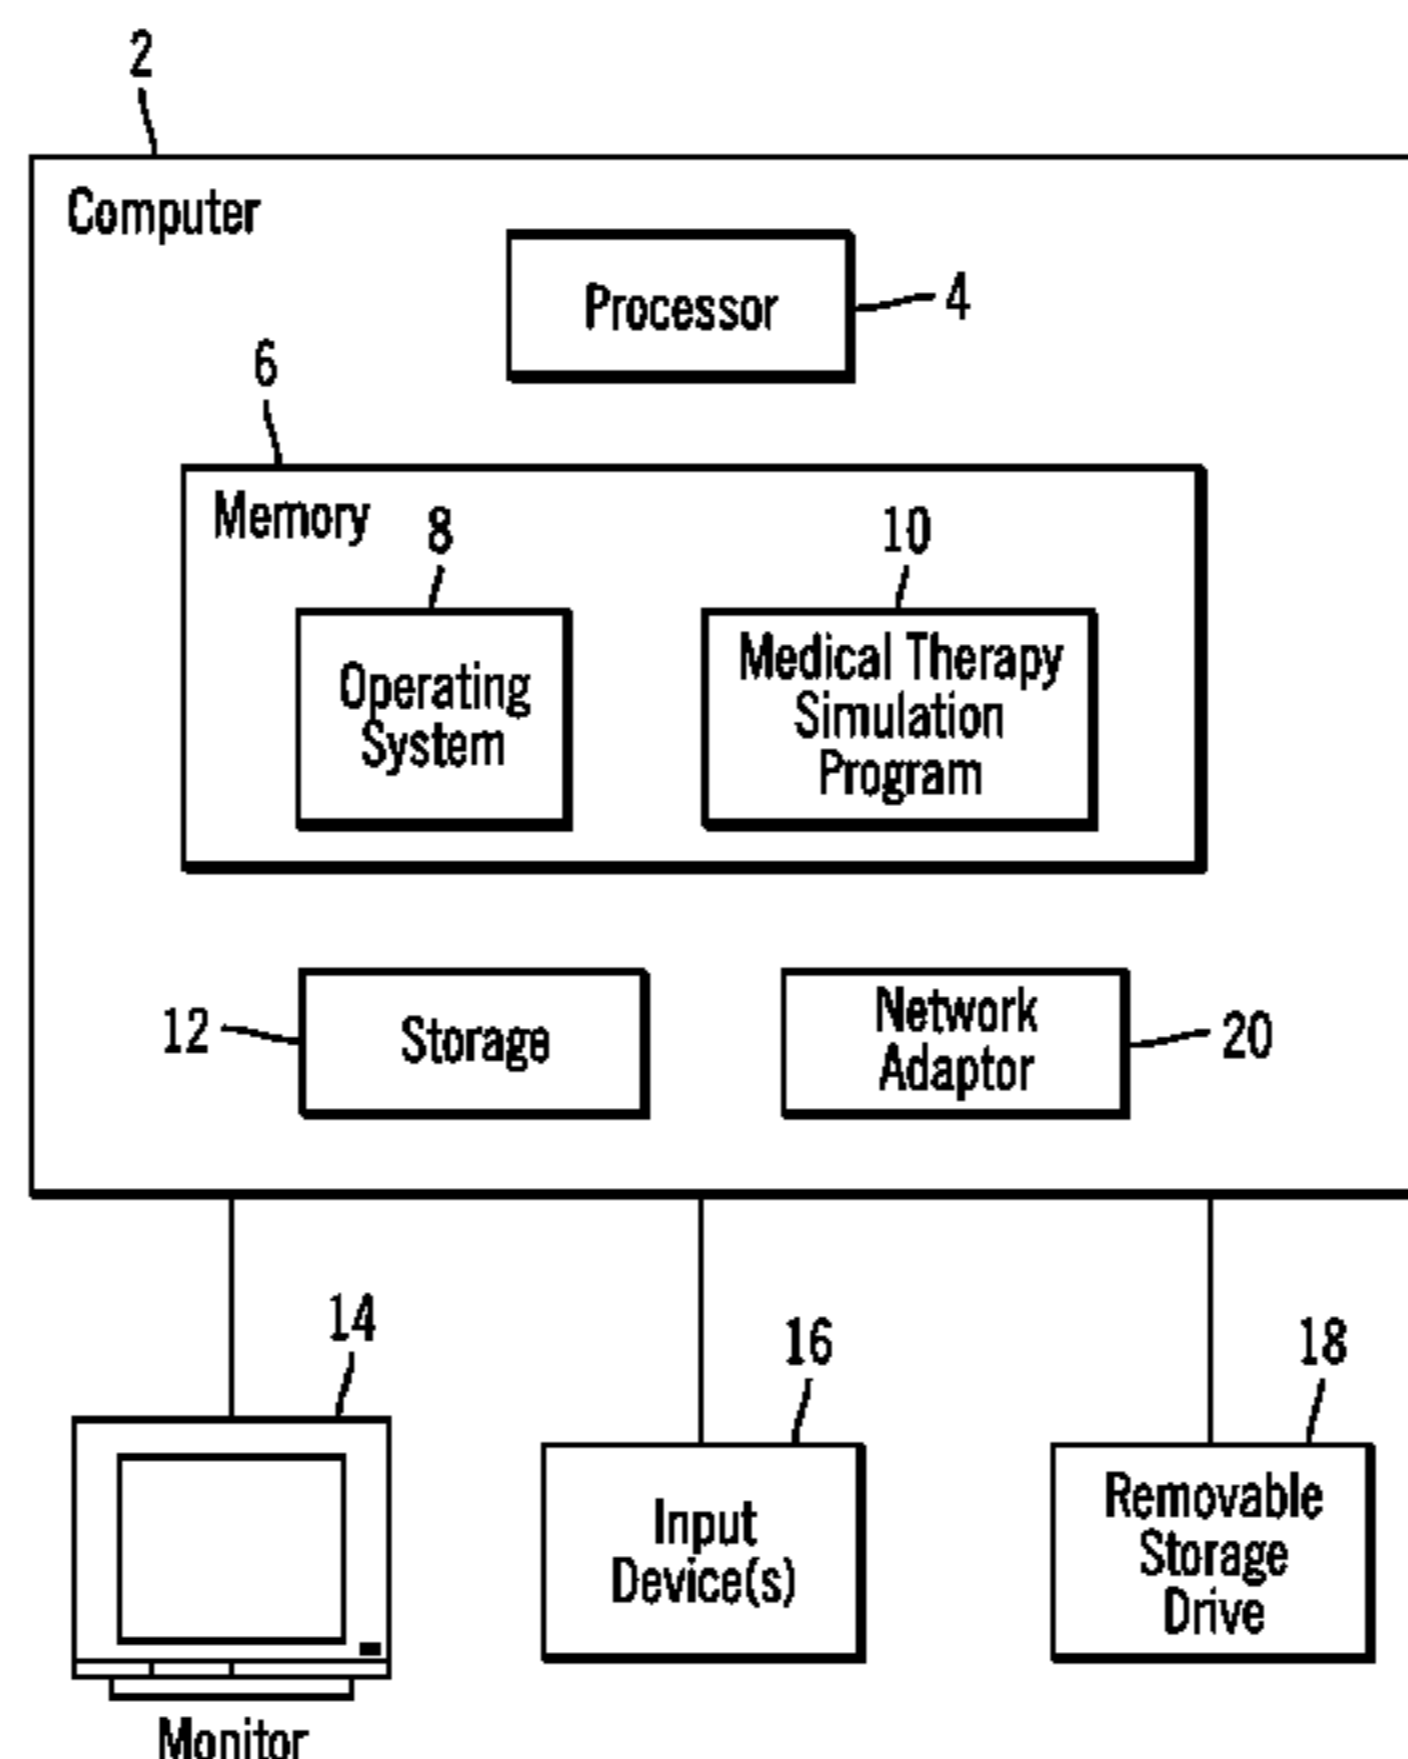 2
Computer
Processor
4
6
Memory
8
10
Operating
System
Medical Therapy
Simulation
Program
12
Storage
Network
Adaptor
20
14
16
18
Input
Device(s)
Removable
Storage
Drive
Monitor